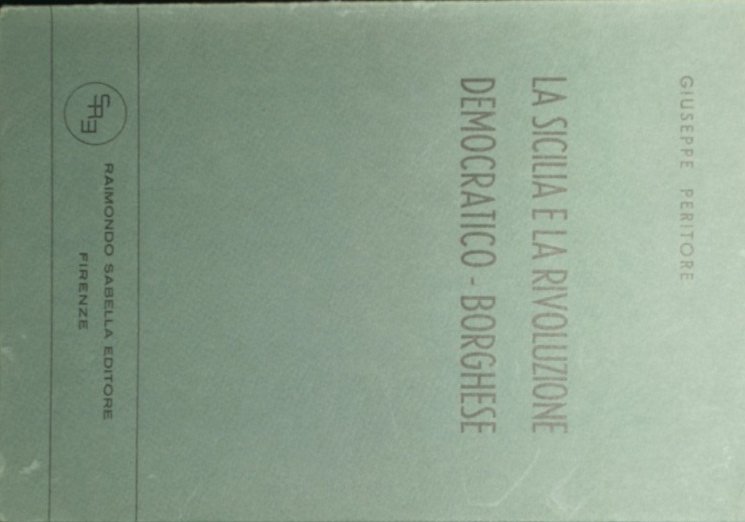 GIUSEPPE PERITORE
LA SICILIA E LA RIVOLUZIONE
DEMOCRATICO - BORGHESE
RAIMONDO SABELLA EDITORE
FIRENZE